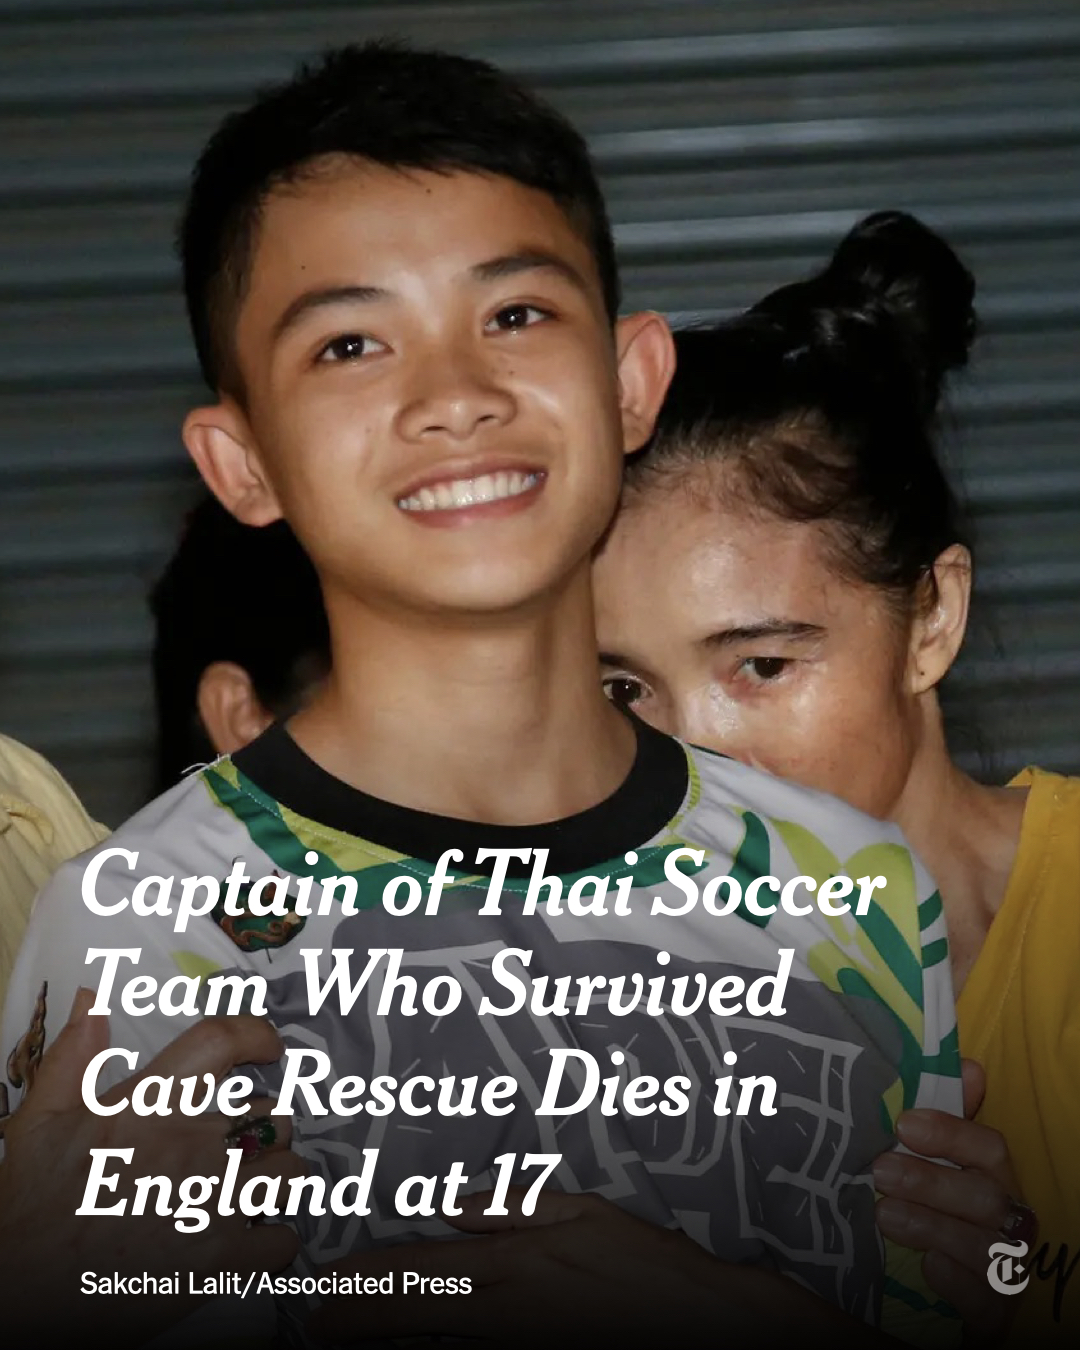 Captain of Thai Soccer
Team Who Survived
Cave Rescue Dies in
England at 17
Sakchai Lalit/Associated Press